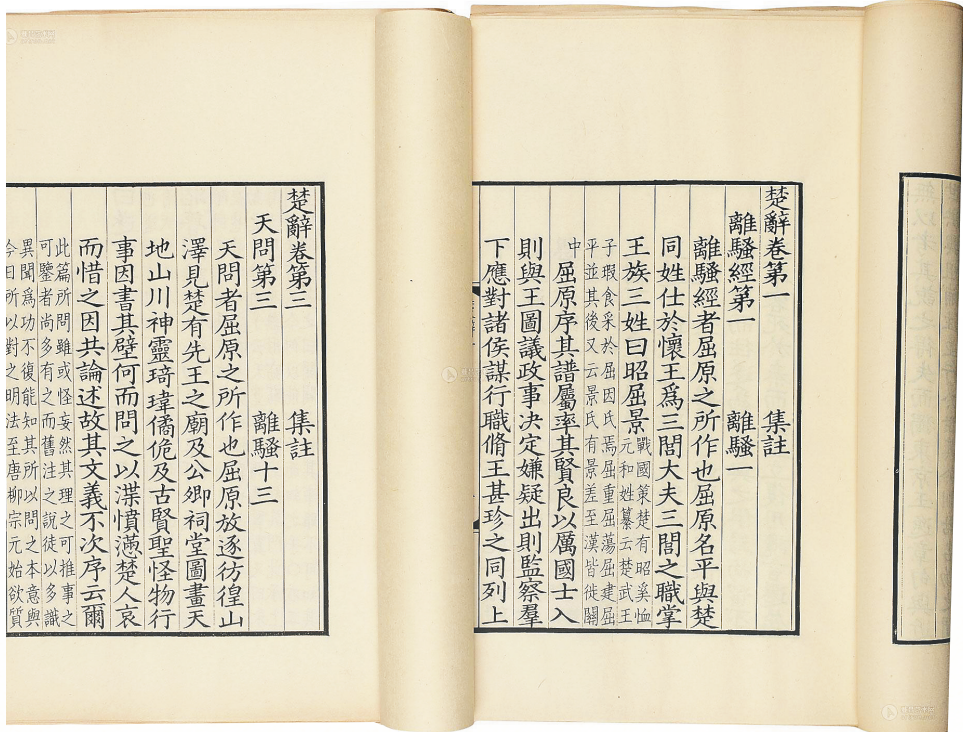 楚辭卷第一 集註
離騷經第一 離騷一
離騷經者屈原之所作也屈原名平與楚
同姓仕於懷王爲三閭大夫三閭之職掌
王族三姓曰昭屈景戰國策楚有昭奚恤元和姓纂云楚武王
子瑕食采於屈因氏焉屈重屈蕩屈建屈
平並其後又云景氏有景差至漢皆徙關
中屈原序其譜屬率其賢良以厲國士入
則與王圖議政事决定嫌疑出則監察羣
下應對諸侯謀行職脩王甚珍之同列上
楚辭卷第三 集註
天問第三 離騷十三
天問者屈原之所作也屈原放逐彷徨山
澤見楚有先王之廟及公卿祠堂圖畫天
地山川神靈琦瑋僪佹及古賢聖怪物行
事因書其壁何而問之以渫憤懣楚人哀
而惜之因共論述故其文義不次序云爾
此篇所問雖或怪妄然其理之可推事之
可鑒者尚多有之而舊注之說徒以多識
異聞爲功不復能知其所以問之本意與
今日所以對之明法至唐柳宗元始欲質